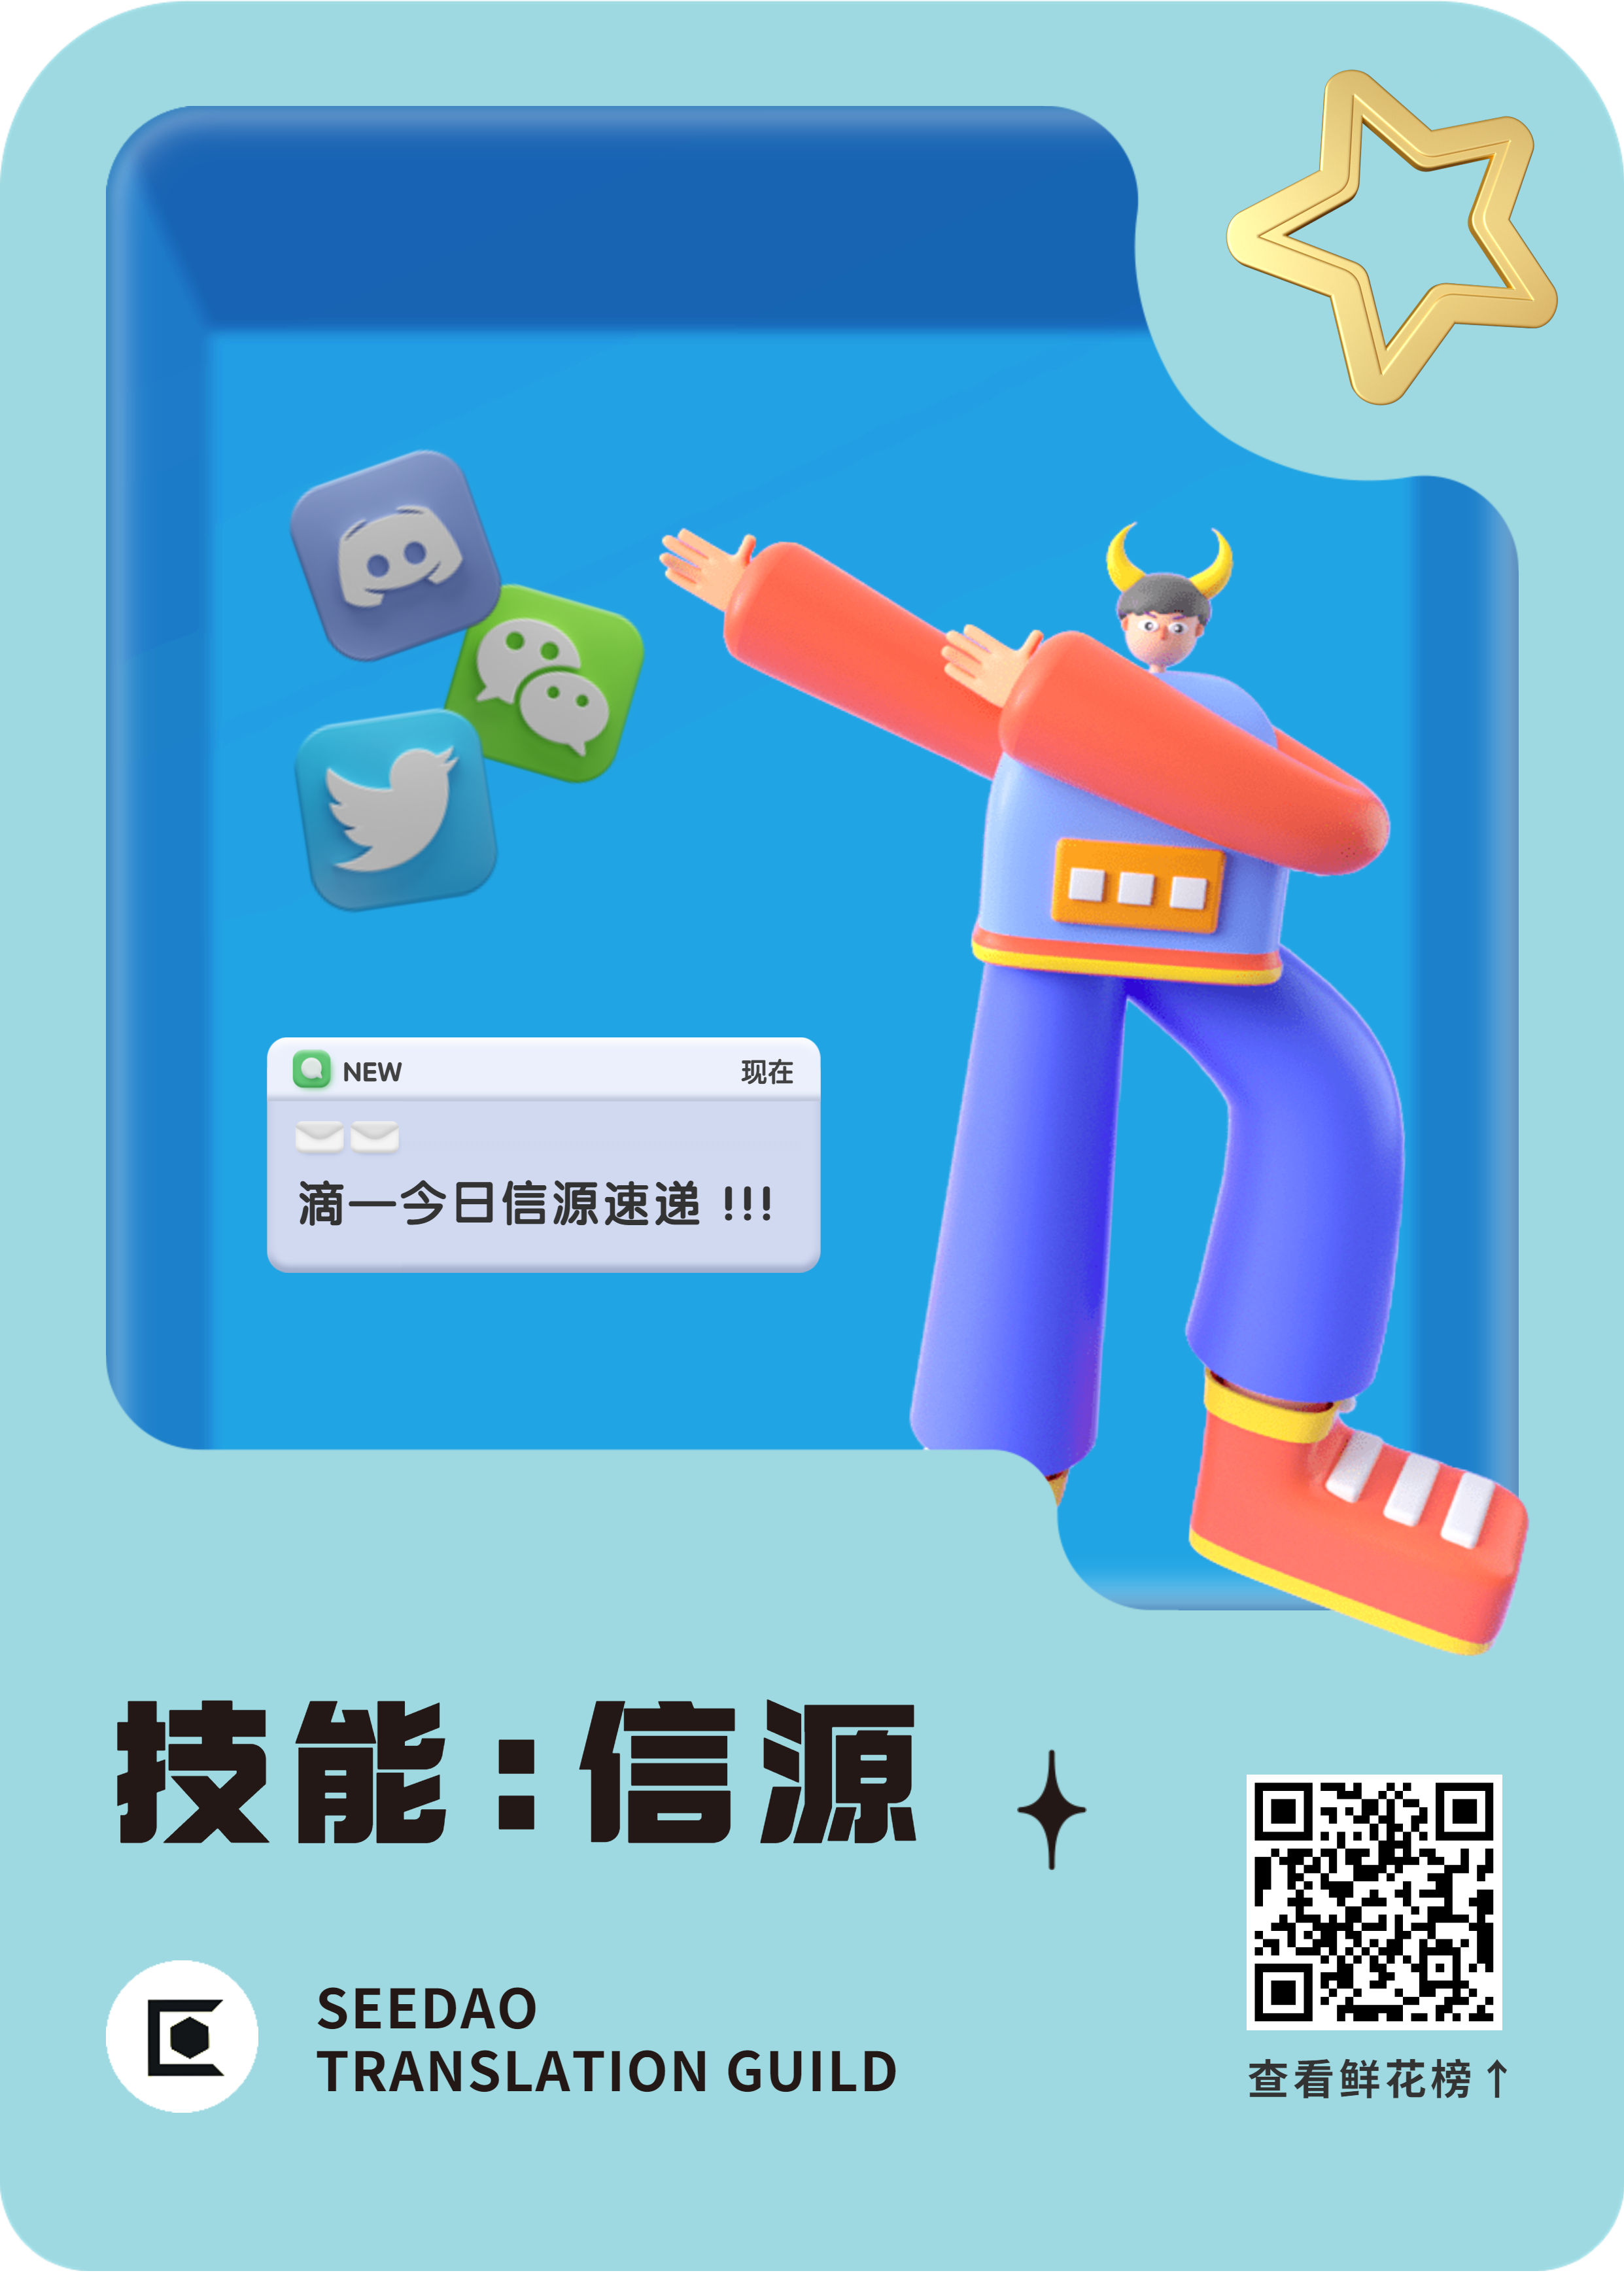 NEW 现在
滴一今日信源速递 !!!
技能:信源
SEEDAO
TRANSLATION GUILD
查看鲜花榜↑